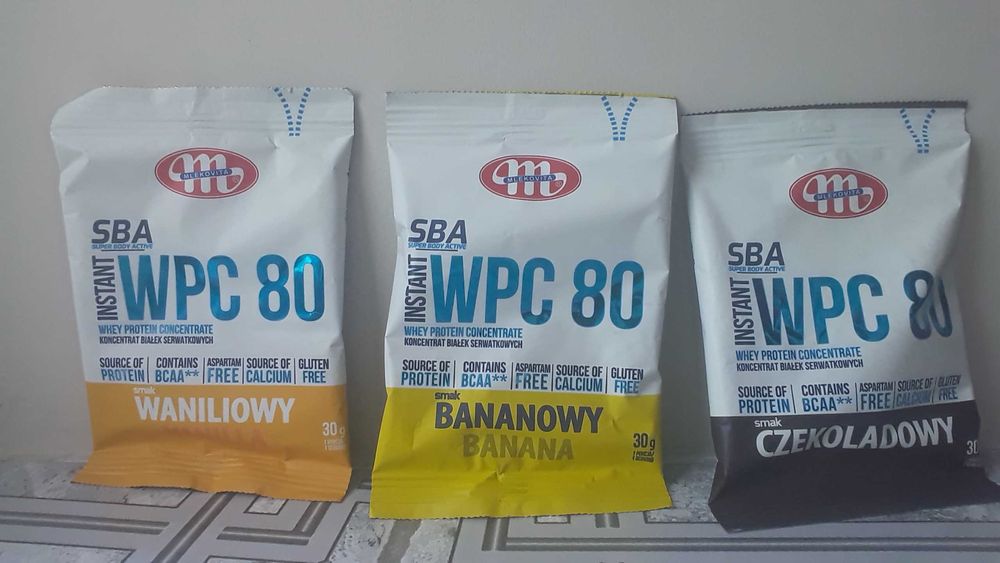 MLEKOVITA
SBA
SUPER BODY ACTIVE
INSTANT
WPC 80
WHEY PROTEIN CONCENTRATE
KONCENTRAT BIAŁEK SERWATKOWYCH
SOURCE OF PROTEIN
CONTAINS BCAA**
ASPARTAM FREE
SOURCE OF CALCIUM
GLUTEN FREE
smak
WANILIOWY
30 g
MLEKOVITA
SBA
SUPER BODY ACTIVE
INSTANT
WPC 80
WHEY PROTEIN CONCENTRATE
KONCENTRAT BIAŁEK SERWATKOWYCH
SOURCE OF PROTEIN
CONTAINS BCAA**
ASPARTAM FREE
SOURCE OF CALCIUM
GLUTEN FREE
smak
BANANOWY
BANANA
30 g
MLEKOVITA
SBA
SUPER BODY ACTIVE
INSTANT
WPC 80
WHEY PROTEIN CONCENTRATE
KONCENTRAT BIAŁEK SERWATKOWYCH
SOURCE OF PROTEIN
CONTAINS BCAA**
ASPARTAM FREE
SOURCE OF CALCIUM
GLUTEN FREE
smak
CZEKOLADOWY
30